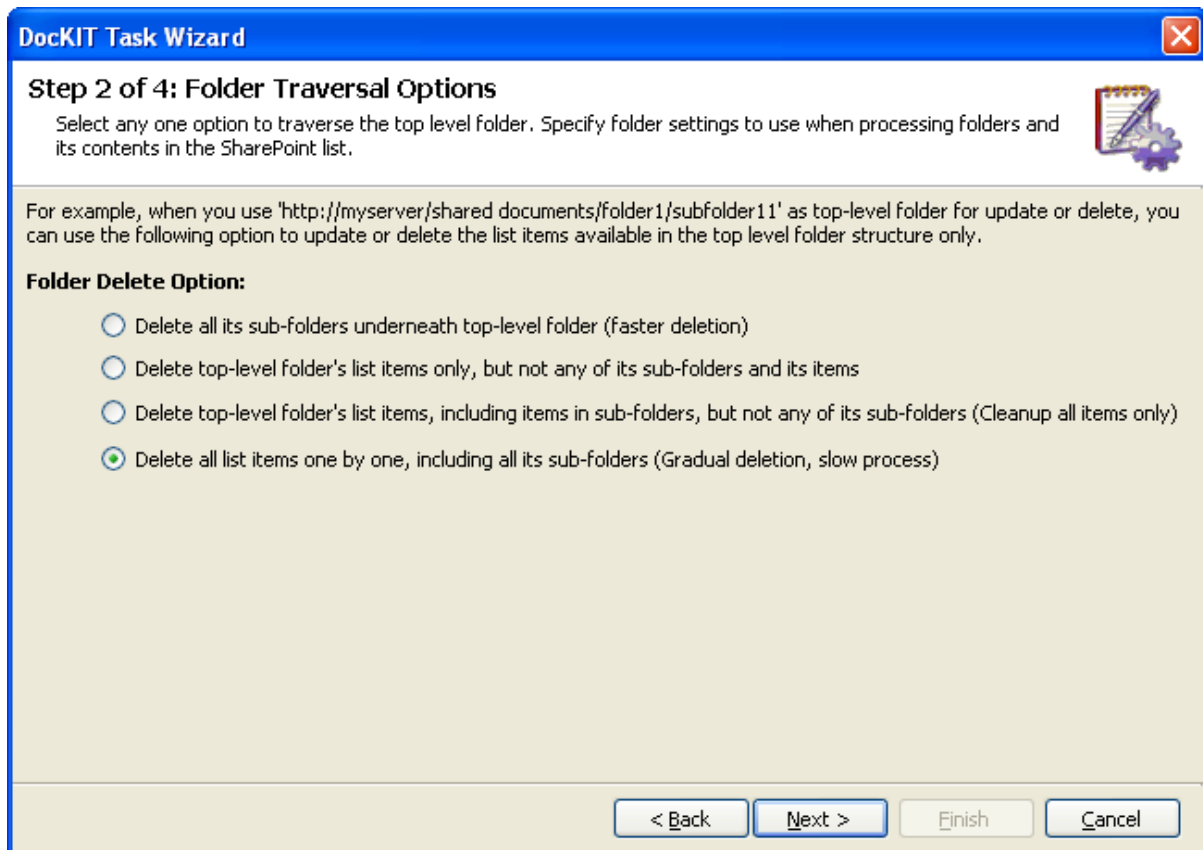 DocKIT Task Wizard
Step 2 of 4: Folder Traversal Options
Select any one option to traverse the top level folder. Specify folder settings to use when processing folders and
its contents in the SharePoint list.
For example, when you use 'http://myserver/shared documents/folder1/subfolder11' as top-level folder for update or delete, you
can use the following option to update or delete the list items available in the top level folder structure only.
Folder Delete Option:
Delete all its sub-folders underneath top-level folder (faster deletion)
Delete top-level folder's list items only, but not any of its sub-folders and its items
Delete top-level folder's list items, including items in sub-folders, but not any of its sub-folders (Cleanup all items only)
Delete all list items one by one, including all its sub-folders (Gradual deletion, slow process)
< Back Next > Finish Cancel